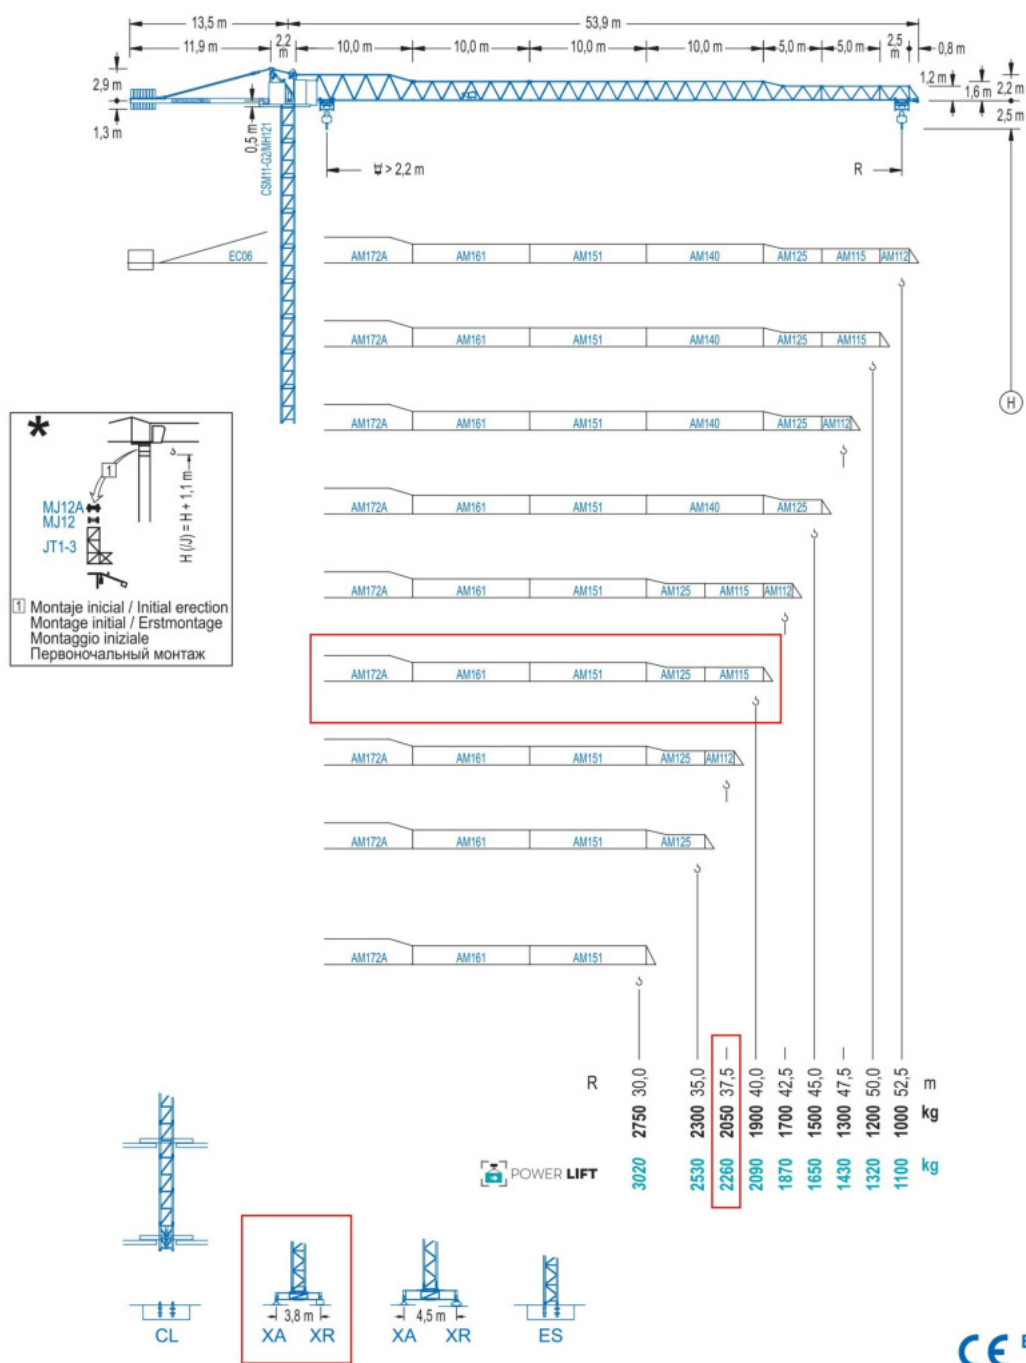 13,5 m 53,9 m
11,9 m 2,2 m 10,0 m 10,0 m 10,0 m 10,0 m 5,0 m 5,0 m 2,5 m 0,8 m
2,9 m 1,2 m 1,6 m 2,2 m
1,3 m 0,5 m 2,5 m
CSM11-G2/MH121
> 2,2 m R
EC06 AM172A AM161 AM151 AM140 AM125 AM115 AM112
AM172A AM161 AM151 AM140 AM125 AM115
H
AM172A AM161 AM151 AM140 AM125 AM112
*
1
MJ12A
MJ12
JT1-3
H (/J) = H + 1,1 m
1 Montaje inicial / Initial erection
Montage initial / Erstmontage
Montaggio iniziale
Первоночальный монтаж
AM172A AM161 AM151 AM140 AM125
AM172A AM161 AM151 AM125 AM115 AM112
AM172A AM161 AM151 AM125 AM115
AM172A AM161 AM151 AM125 AM112
AM172A AM161 AM151 AM125
AM172A AM161 AM151
R 30,0 35,0 37,5 40,0 42,5 45,0 47,5 50,0 52,5 m
2750 2300 2050 1900 1700 1500 1300 1200 1000 kg
POWER LIFT 3020 2530 2260 2090 1870 1650 1430 1320 1100 kg
3,8 m 4,5 m
CL XA XR XA XR ES
CE E